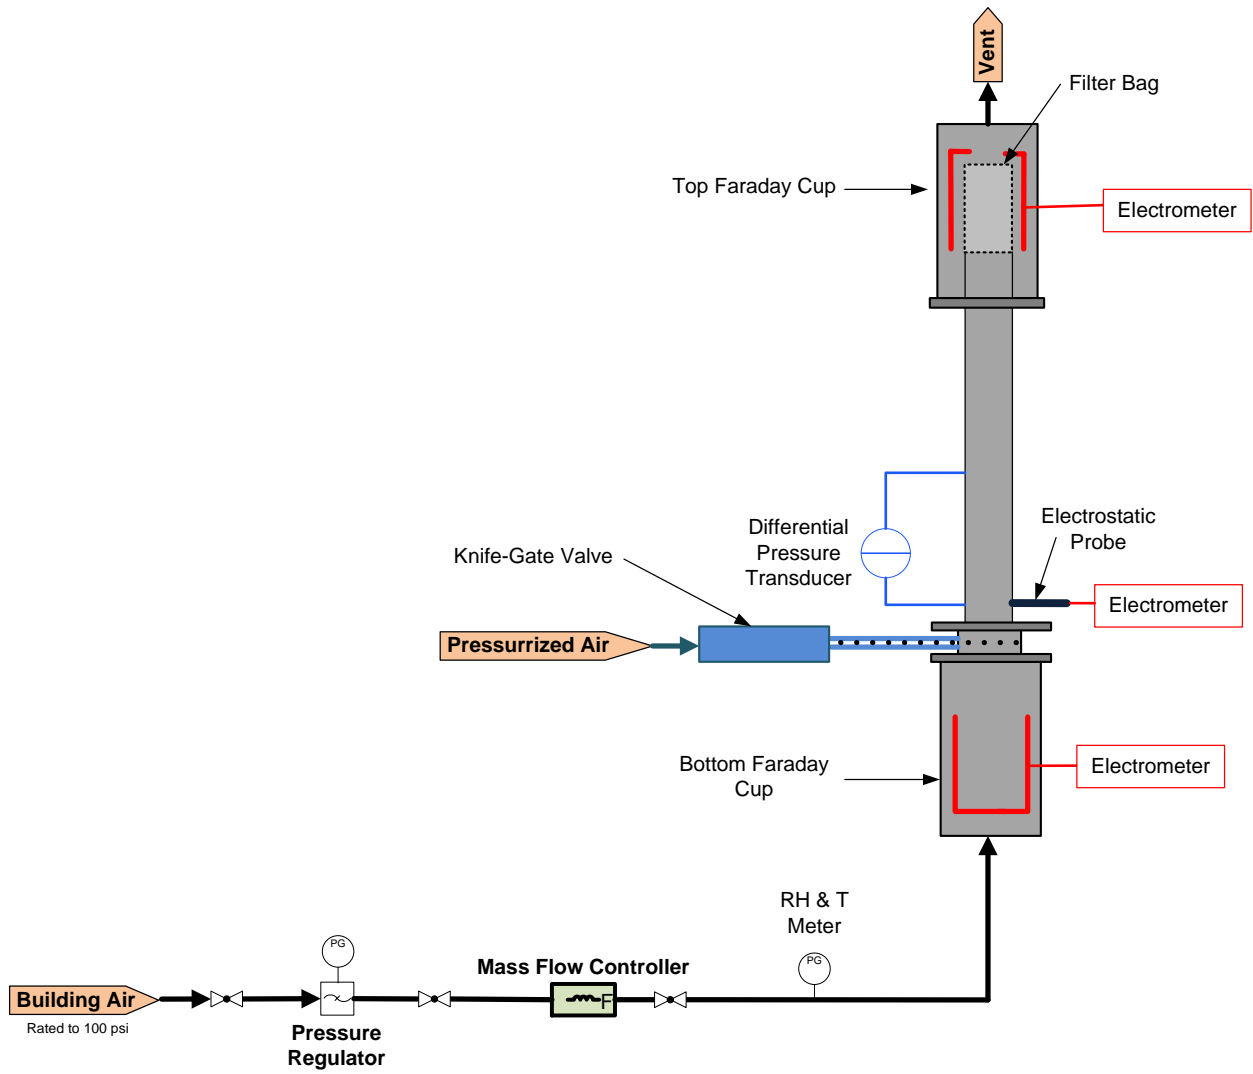 Vent
Filter Bag
Top Faraday Cup
Electrometer
Electrostatic
Probe
Differential
Pressure
Transducer
Knife-Gate Valve
Electrometer
Pressurrized Air
Bottom Faraday
Cup
Electrometer
RH & T
Meter
PG
PG
Mass Flow Controller
F
Building Air
Rated to 100 psi
Pressure
Regulator